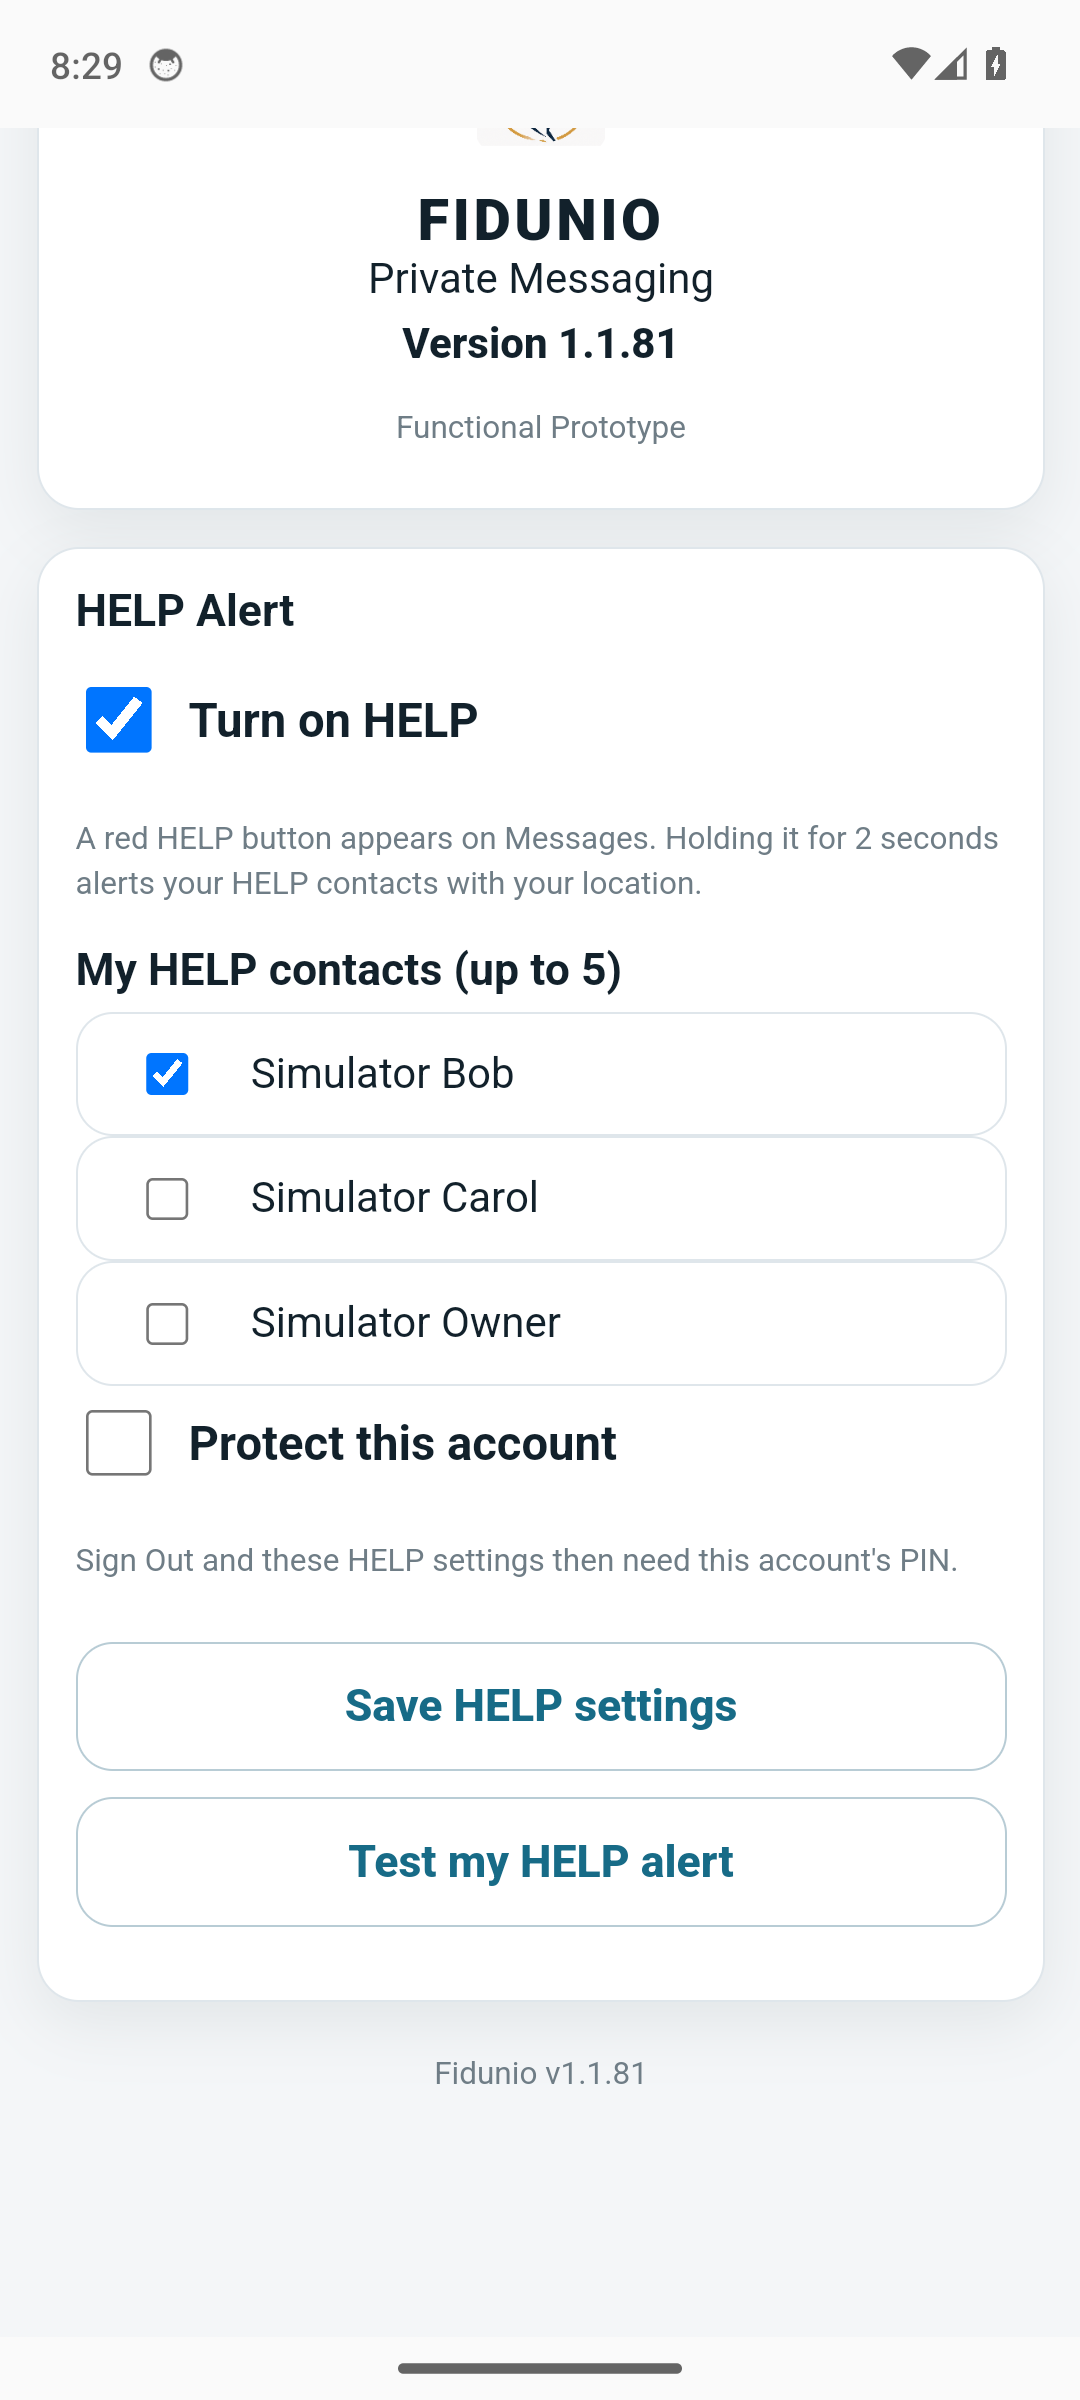 8:29
FIDUNIO
Private Messaging
Version 1.1.81
Functional Prototype
HELP Alert
Turn on HELP
A red HELP button appears on Messages. Holding it for 2 seconds
alerts your HELP contacts with your location.
My HELP contacts (up to 5)
Simulator Bob
Simulator Carol
Simulator Owner
Protect this account
Sign Out and these HELP settings then need this account's PIN.
Save HELP settings
Test my HELP alert
Fidunio v1.1.81